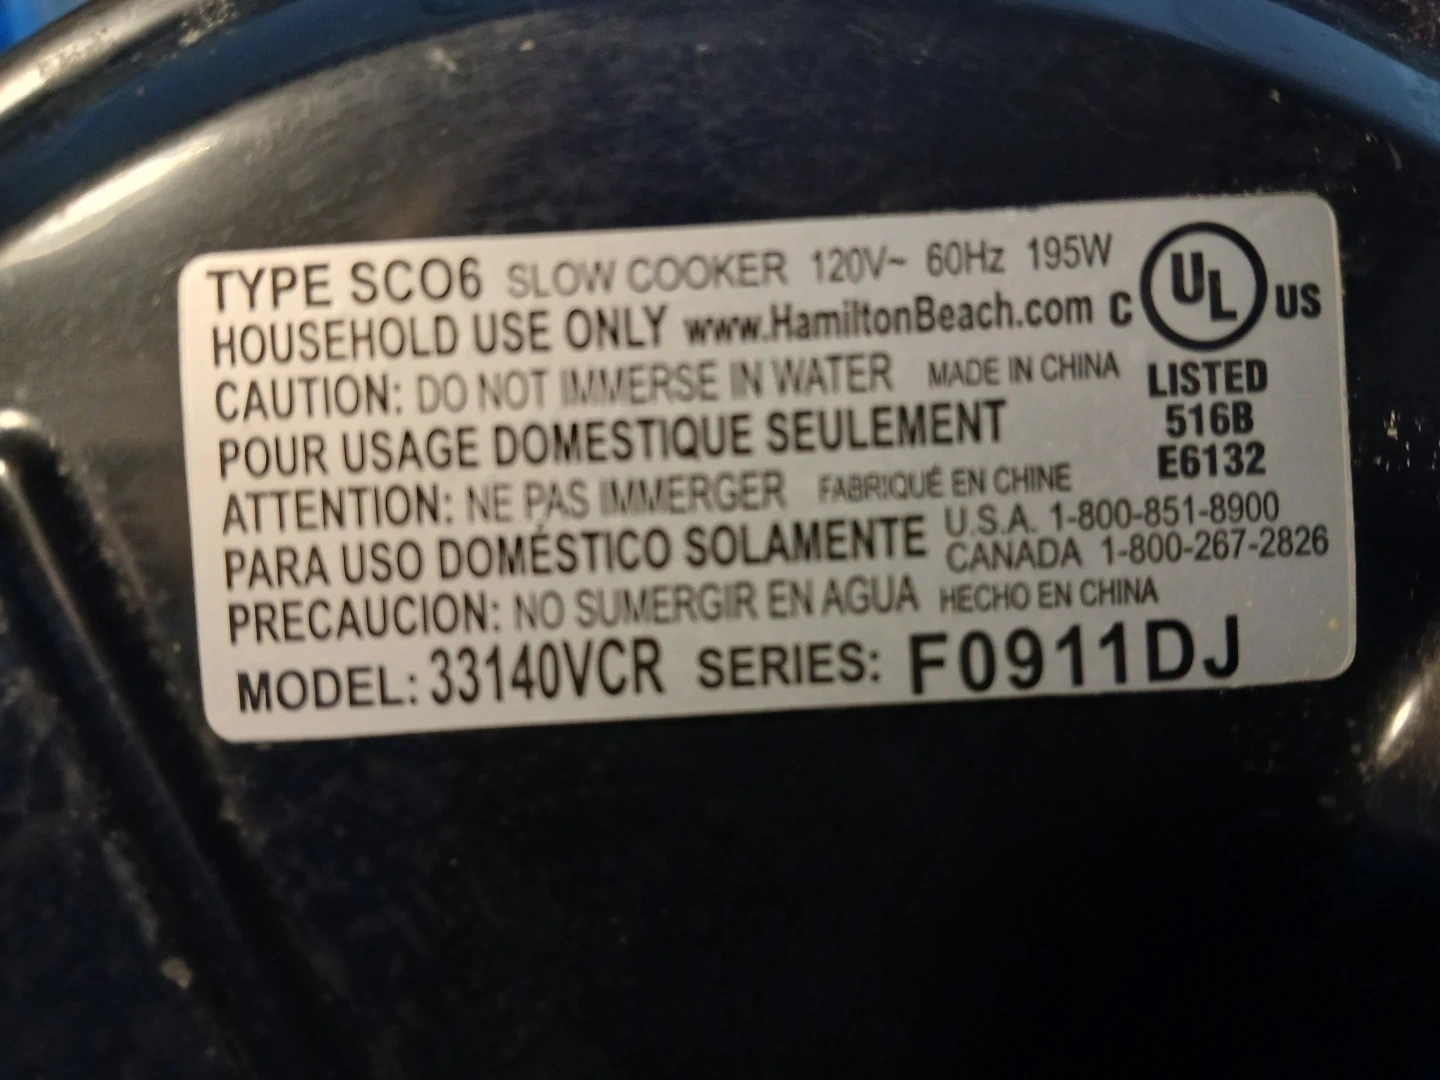 TYPE SCO6 SLOW COOKER 120V~ 60Hz 195W
HOUSEHOLD USE ONLY www.HamiltonBeach.com C UL US
CAUTION: DO NOT IMMERSE IN WATER MADE IN CHINA LISTED
POUR USAGE DOMESTIQUE SEULEMENT 516B
ATTENTION: NE PAS IMMERGER FABRIQUÉ EN CHINE E6132
PARA USO DOMÉSTICO SOLAMENTE U.S.A. 1-800-851-8900
CANADA 1-800-267-2826
PRECAUCION: NO SUMERGIR EN AGUA HECHO EN CHINA
MODEL: 33140VCR SERIES: F0911DJ